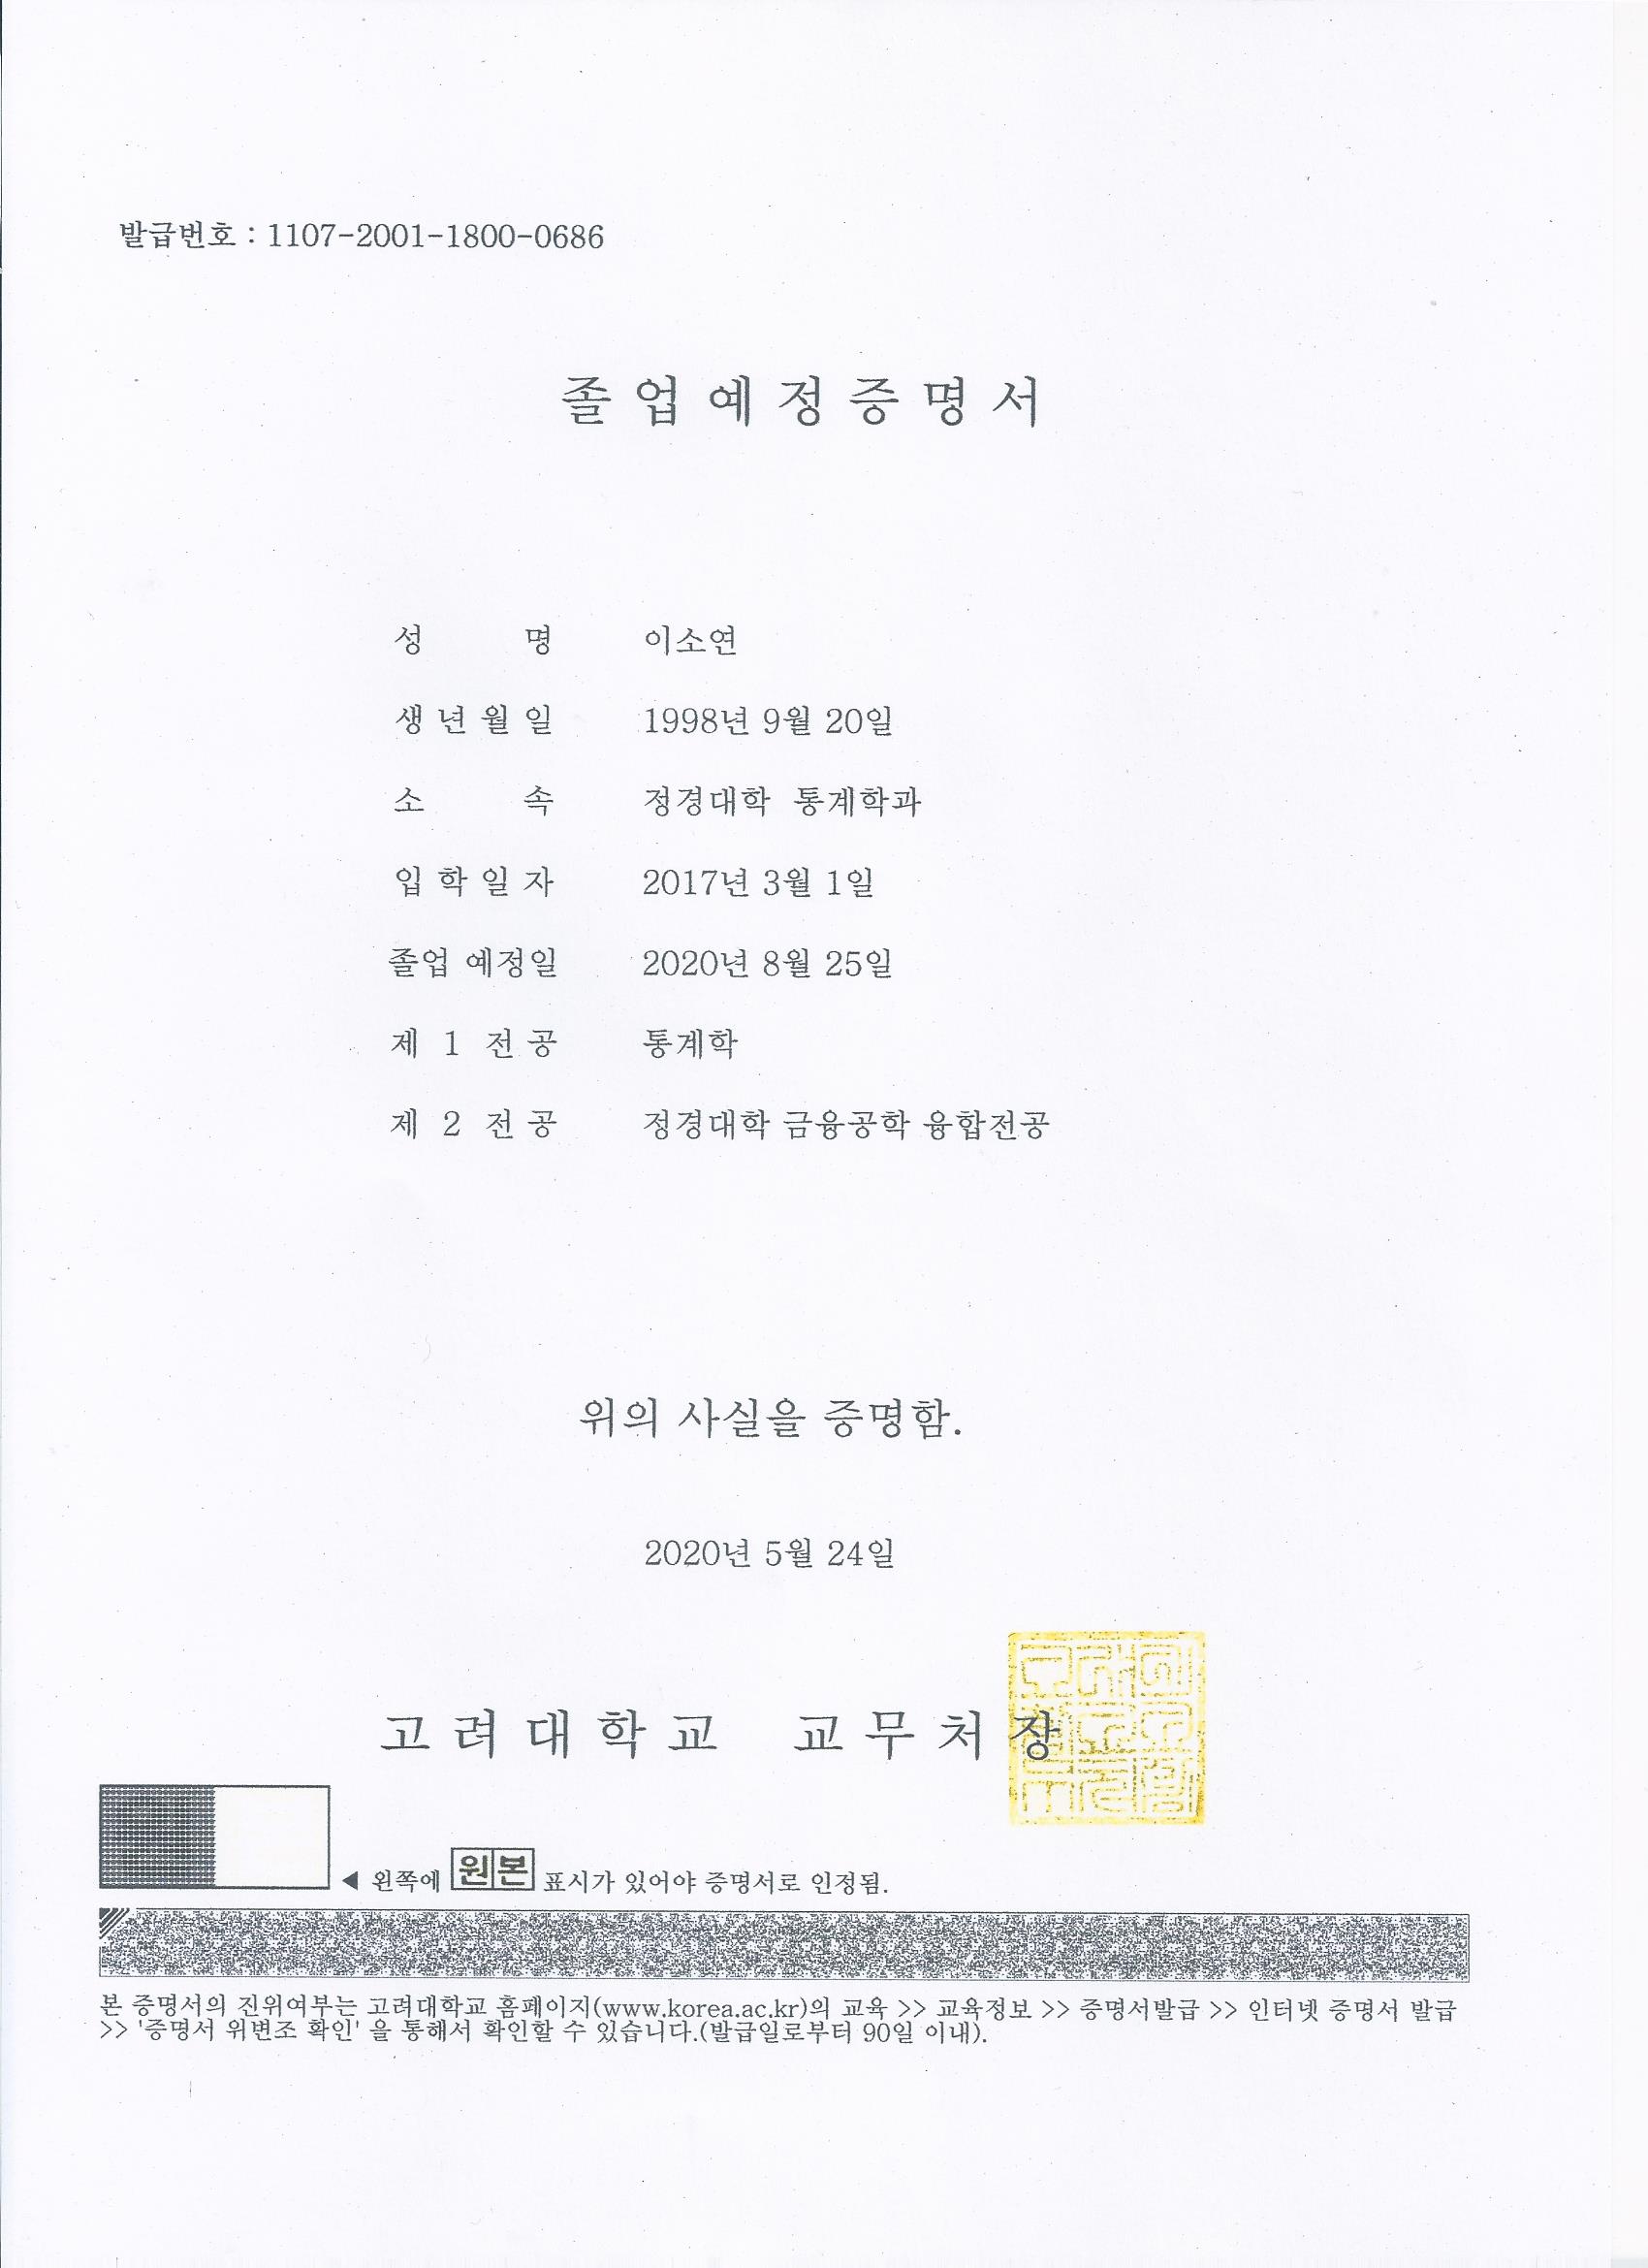 발급번호 : 1107-2001-1800-0686
졸업예정증명서
성 명 이소연
생년월일 1998년 9월 20일
소 속 정경대학 통계학과
입학일자 2017년 3월 1일
졸업 예정일 2020년 8월 25일
제 1 전공 통계학
제 2 전공 정경대학 금융공학 융합전공
위의 사실을 증명함.
2020년 5월 24일
고려대학교 교무처장
◀ 왼쪽에 원본 표시가 있어야 증명서로 인정됨.
본 증명서의 진위여부는 고려대학교 홈페이지(www.korea.ac.kr)의 교육 >> 교육정보 >> 증명서발급 >> 인터넷 증명서 발급
>> '증명서 위변조 확인' 을 통해서 확인할 수 있습니다.(발급일로부터 90일 이내).